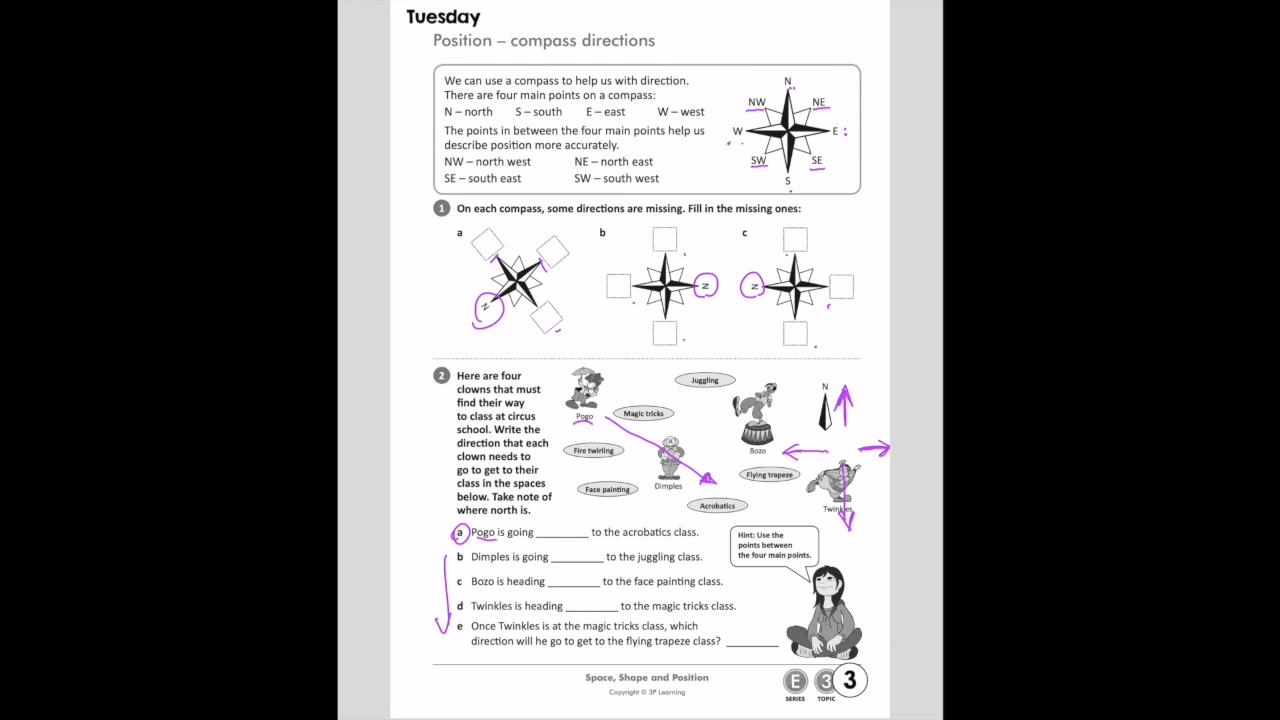 Tuesday
Position – compass directions
We can use a compass to help us with direction.
There are four main points on a compass:
N – north S – south E – east W – west
The points in between the four main points help us
describe position more accurately.
NW – north west NE – north east
SE – south east SW – south west
N
NW NE
W E
SW SE
S
1 On each compass, some directions are missing. Fill in the missing ones:
a b c
N N N
2 Here are four
clowns that must
find their way
to class at circus
school. Write the
direction that each
clown needs to
go to get to their
class in the spaces
below. Take note of
where north is.
Juggling
N
Pogo
Magic tricks
Fire twirling
Bozo
Flying trapeze
Dimples
Face painting
Acrobatics
Twinkles
a Pogo is going ________ to the acrobatics class.
b Dimples is going ________ to the juggling class.
c Bozo is heading ________ to the face painting class.
d Twinkles is heading ________ to the magic tricks class.
e Once Twinkles is at the magic tricks class, which
direction will he go to get to the flying trapeze class? ________
Hint: Use the
points between
the four main points.
Space, Shape and Position
Copyright © 3P Learning
E 3 3
SERIES TOPIC